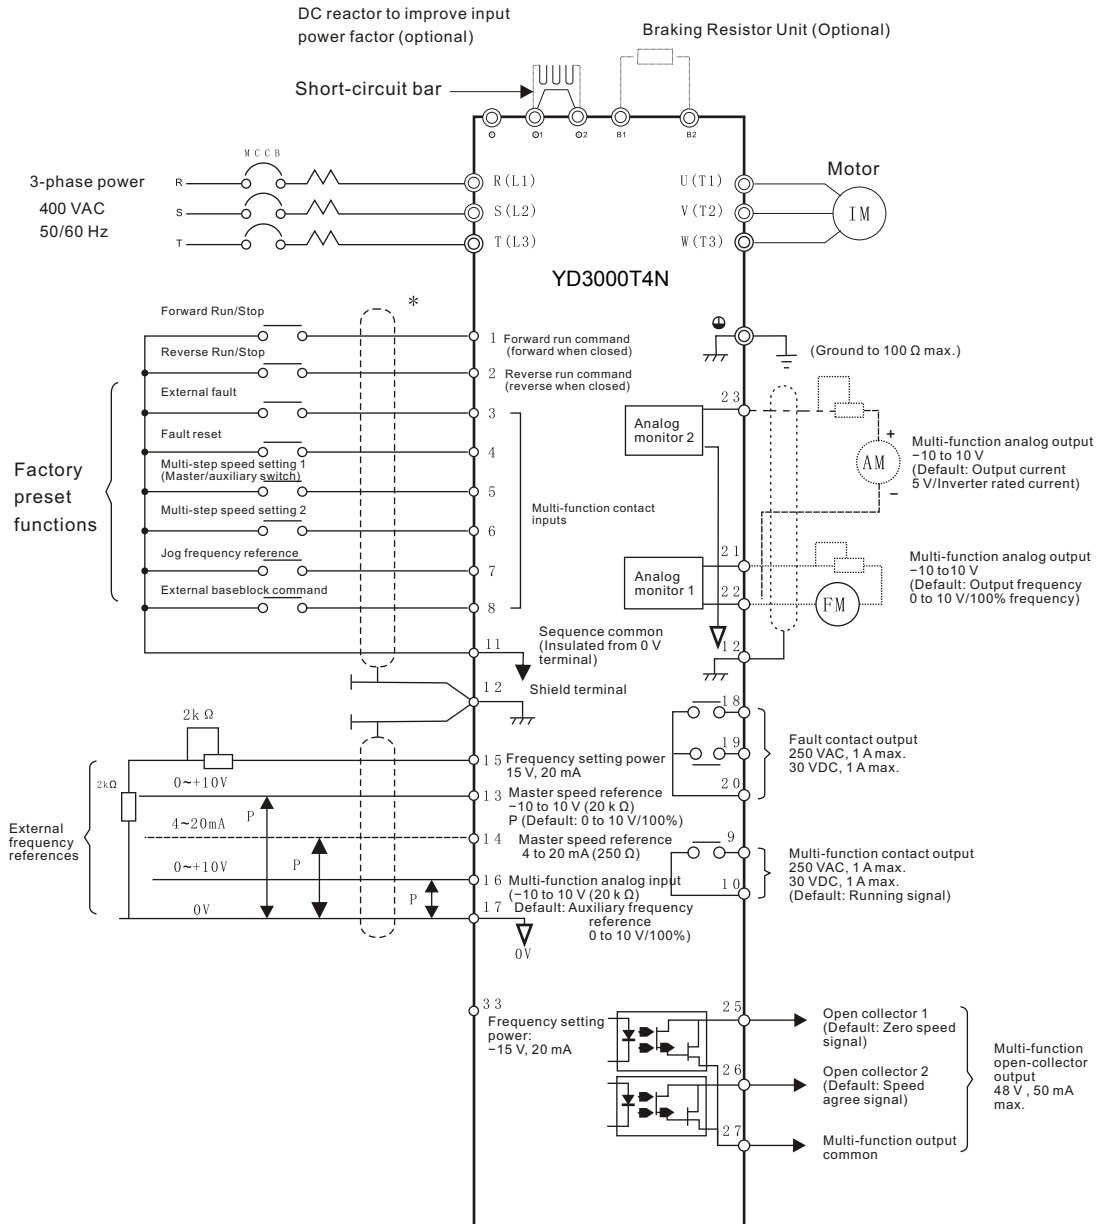 DC reactor to improve input
power factor (optional)
Braking Resistor Unit (Optional)
Short-circuit bar
⊙
⊙1
⊙2
B1
B2
MCCB
3-phase power
400 VAC
50/60 Hz
R
S
T
R(L1)
S(L2)
T(L3)
U(T1)
V(T2)
W(T3)
Motor
IM
YD3000T4N
*
Forward Run/Stop
1 Forward run command
(forward when closed)
Reverse Run/Stop
2 Reverse run command
(reverse when closed)
External fault
3
Fault reset
4
Multi-step speed setting 1
(Master/auxiliary switch)
5
Multi-step speed setting 2
6
Jog frequency reference
7
External baseblock command
8
Factory
preset
functions
Multi-function contact
inputs
11
Sequence common
(Insulated from 0 V
terminal)
12
Shield terminal
(Ground to 100 Ω max.)
23
Analog
monitor 2
AM
+
−
Multi-function analog output
−10 to 10 V
(Default: Output current
5 V/Inverter rated current)
21
Analog
monitor 1
22
FM
Multi-function analog output
−10 to10 V
(Default: Output frequency
0 to 10 V/100% frequency)
12
2kΩ
2kΩ
External
frequency
references
0~+10V
P
4~20mA
P
0~+10V
P
0V
15 Frequency setting power
15 V, 20 mA
13 Master speed reference
−10 to 10 V (20 k Ω)
P (Default: 0 to 10 V/100%)
14 Master speed reference
4 to 20 mA (250 Ω)
16 Multi-function analog input
(−10 to 10 V (20 k Ω)
17 Default: Auxiliary frequency
reference
0 to 10 V/100%)
0V
18
19
20
Fault contact output
250 VAC, 1 A max.
30 VDC, 1 A max.
9
10
Multi-function contact output
250 VAC, 1 A max.
30 VDC, 1 A max.
(Default: Running signal)
33
Frequency setting
power:
−15 V, 20 mA
25
Open collector 1
(Default: Zero speed
signal)
26
Open collector 2
(Default: Speed
agree signal)
27
Multi-function output
common
Multi-function
open-collector
output
48 V , 50 mA
max.